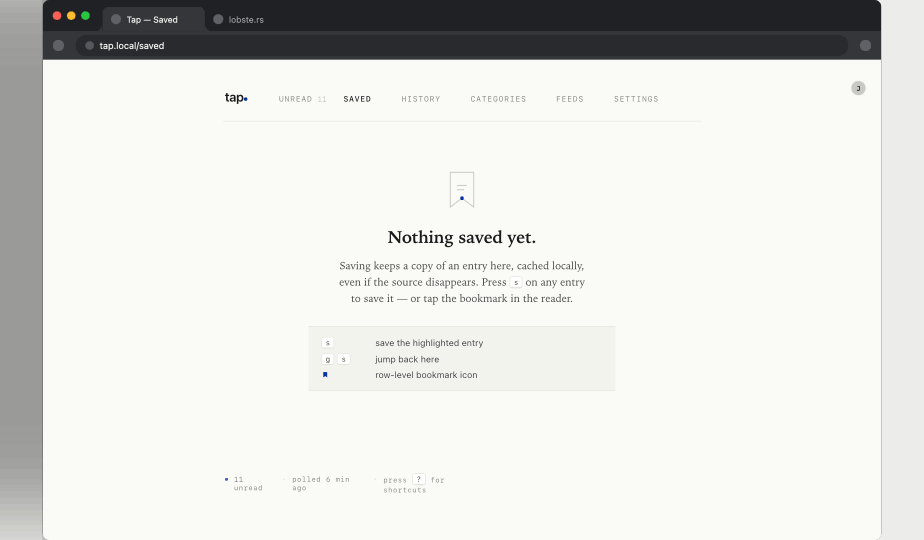 Tap — Saved
lobste.rs
tap.local/saved
tap
UNREAD 11
SAVED
HISTORY
CATEGORIES
FEEDS
SETTINGS
J
Nothing saved yet.
Saving keeps a copy of an entry here, cached locally,
even if the source disappears. Press s on any entry
to save it — or tap the bookmark in the reader.
s save the highlighted entry
g s jump back here
row-level bookmark icon
11
unread
· polled 6 min
ago
· press ? for
shortcuts